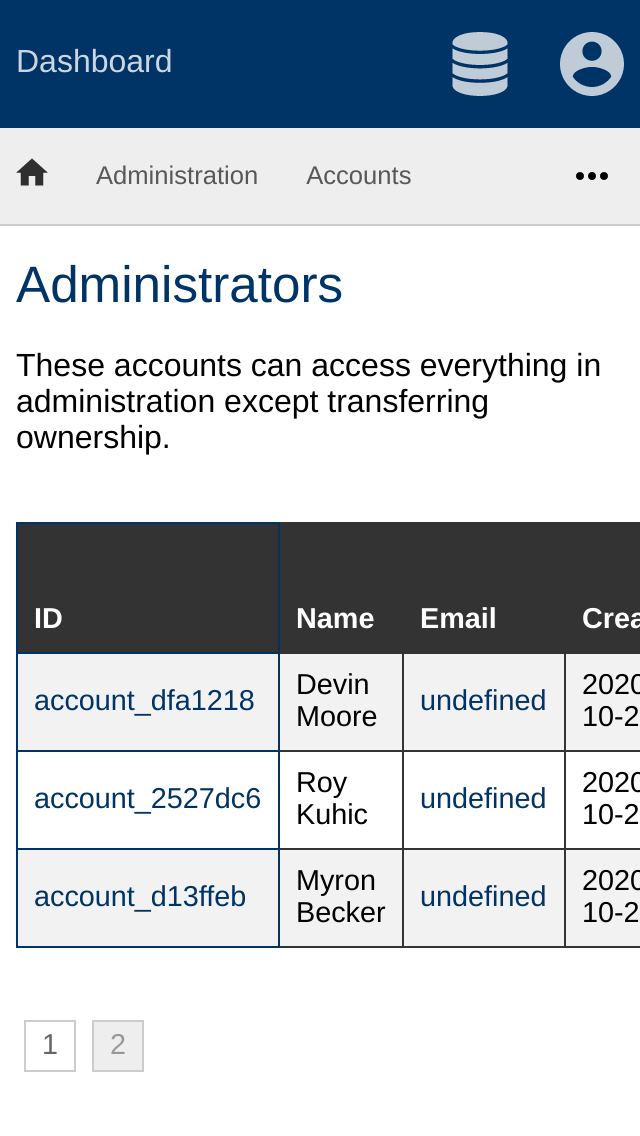 Dashboard
Administration Accounts
Administrators
These accounts can access everything in
administration except transferring
ownership.
ID Name Email Crea
account_dfa1218 Devin Moore undefined 2020 10-2
account_2527dc6 Roy Kuhic undefined 2020 10-2
account_d13ffeb Myron Becker undefined 2020 10-2
1 2